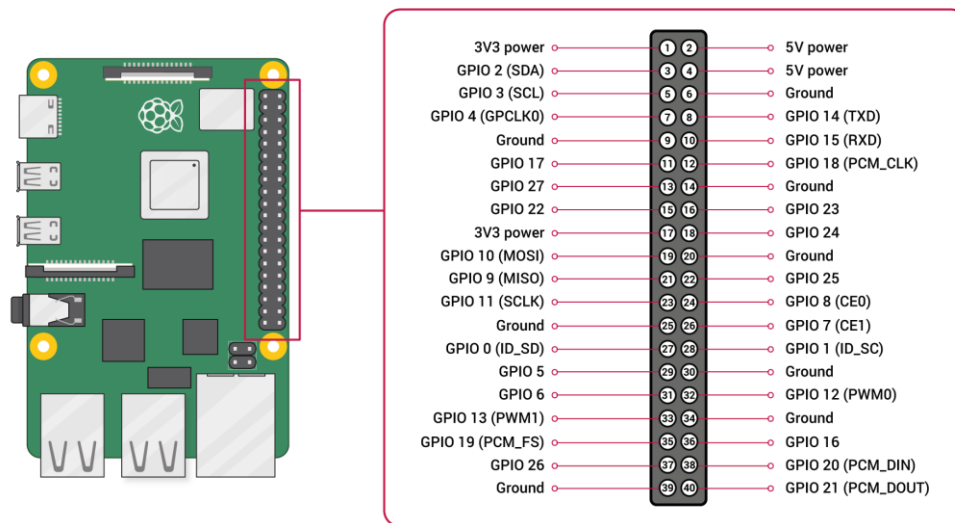 3V3 power 1 2 5V power
GPIO 2 (SDA) 3 4 5V power
GPIO 3 (SCL) 5 6 Ground
GPIO 4 (GPCLK0) 7 8 GPIO 14 (TXD)
Ground 9 10 GPIO 15 (RXD)
GPIO 17 11 12 GPIO 18 (PCM_CLK)
GPIO 27 13 14 Ground
GPIO 22 15 16 GPIO 23
3V3 power 17 18 GPIO 24
GPIO 10 (MOSI) 19 20 Ground
GPIO 9 (MISO) 21 22 GPIO 25
GPIO 11 (SCLK) 23 24 GPIO 8 (CE0)
Ground 25 26 GPIO 7 (CE1)
GPIO 0 (ID_SD) 27 28 GPIO 1 (ID_SC)
GPIO 5 29 30 Ground
GPIO 6 31 32 GPIO 12 (PWM0)
GPIO 13 (PWM1) 33 34 Ground
GPIO 19 (PCM_FS) 35 36 GPIO 16
GPIO 26 37 38 GPIO 20 (PCM_DIN)
Ground 39 40 GPIO 21 (PCM_DOUT)